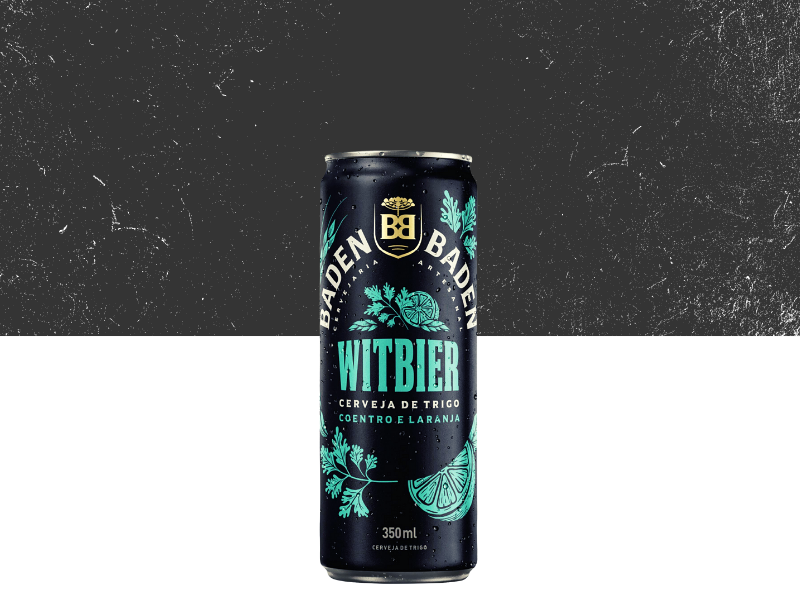 BB
BADEN BADEN
CERVEJARIA ARTESANAL
WITBIER
CERVEJA DE TRIGO
COENTRO E LARANJA
350ml
CERVEJA DE TRIGO